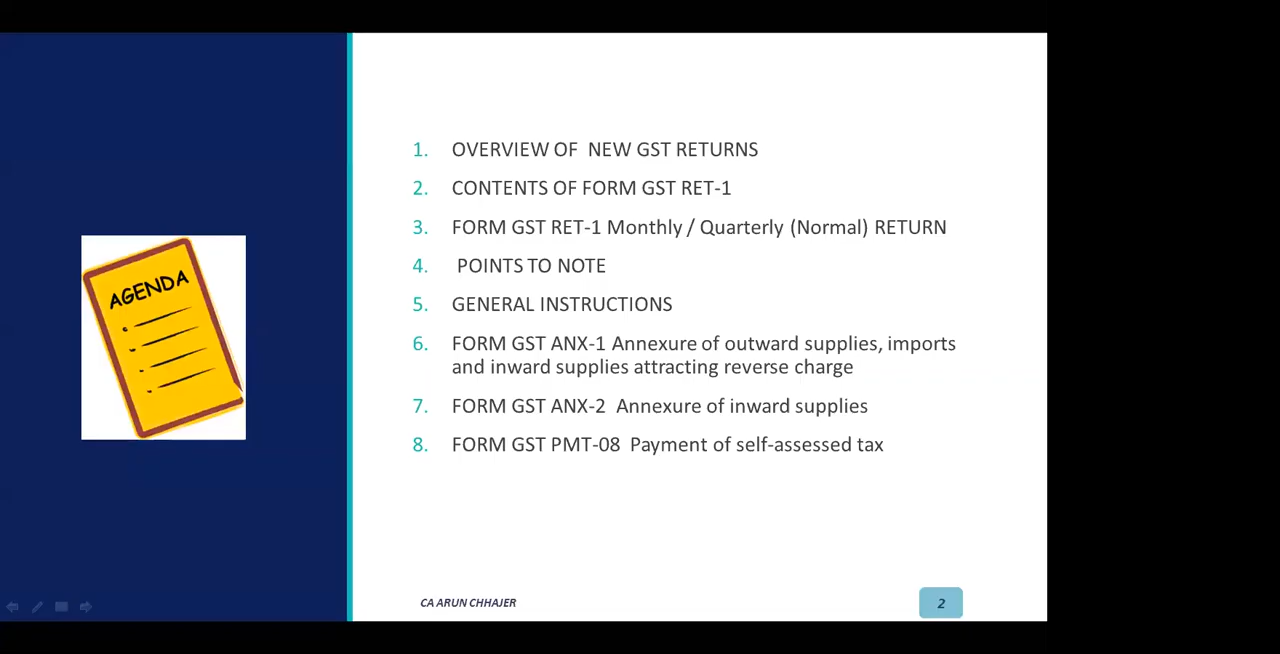 AGENDA
1. OVERVIEW OF NEW GST RETURNS
2. CONTENTS OF FORM GST RET-1
3. FORM GST RET-1 Monthly / Quarterly (Normal) RETURN
4. POINTS TO NOTE
5. GENERAL INSTRUCTIONS
6. FORM GST ANX-1 Annexure of outward supplies, imports
and inward supplies attracting reverse charge
7. FORM GST ANX-2 Annexure of inward supplies
8. FORM GST PMT-08 Payment of self-assessed tax
CA ARUN CHHAJER
2